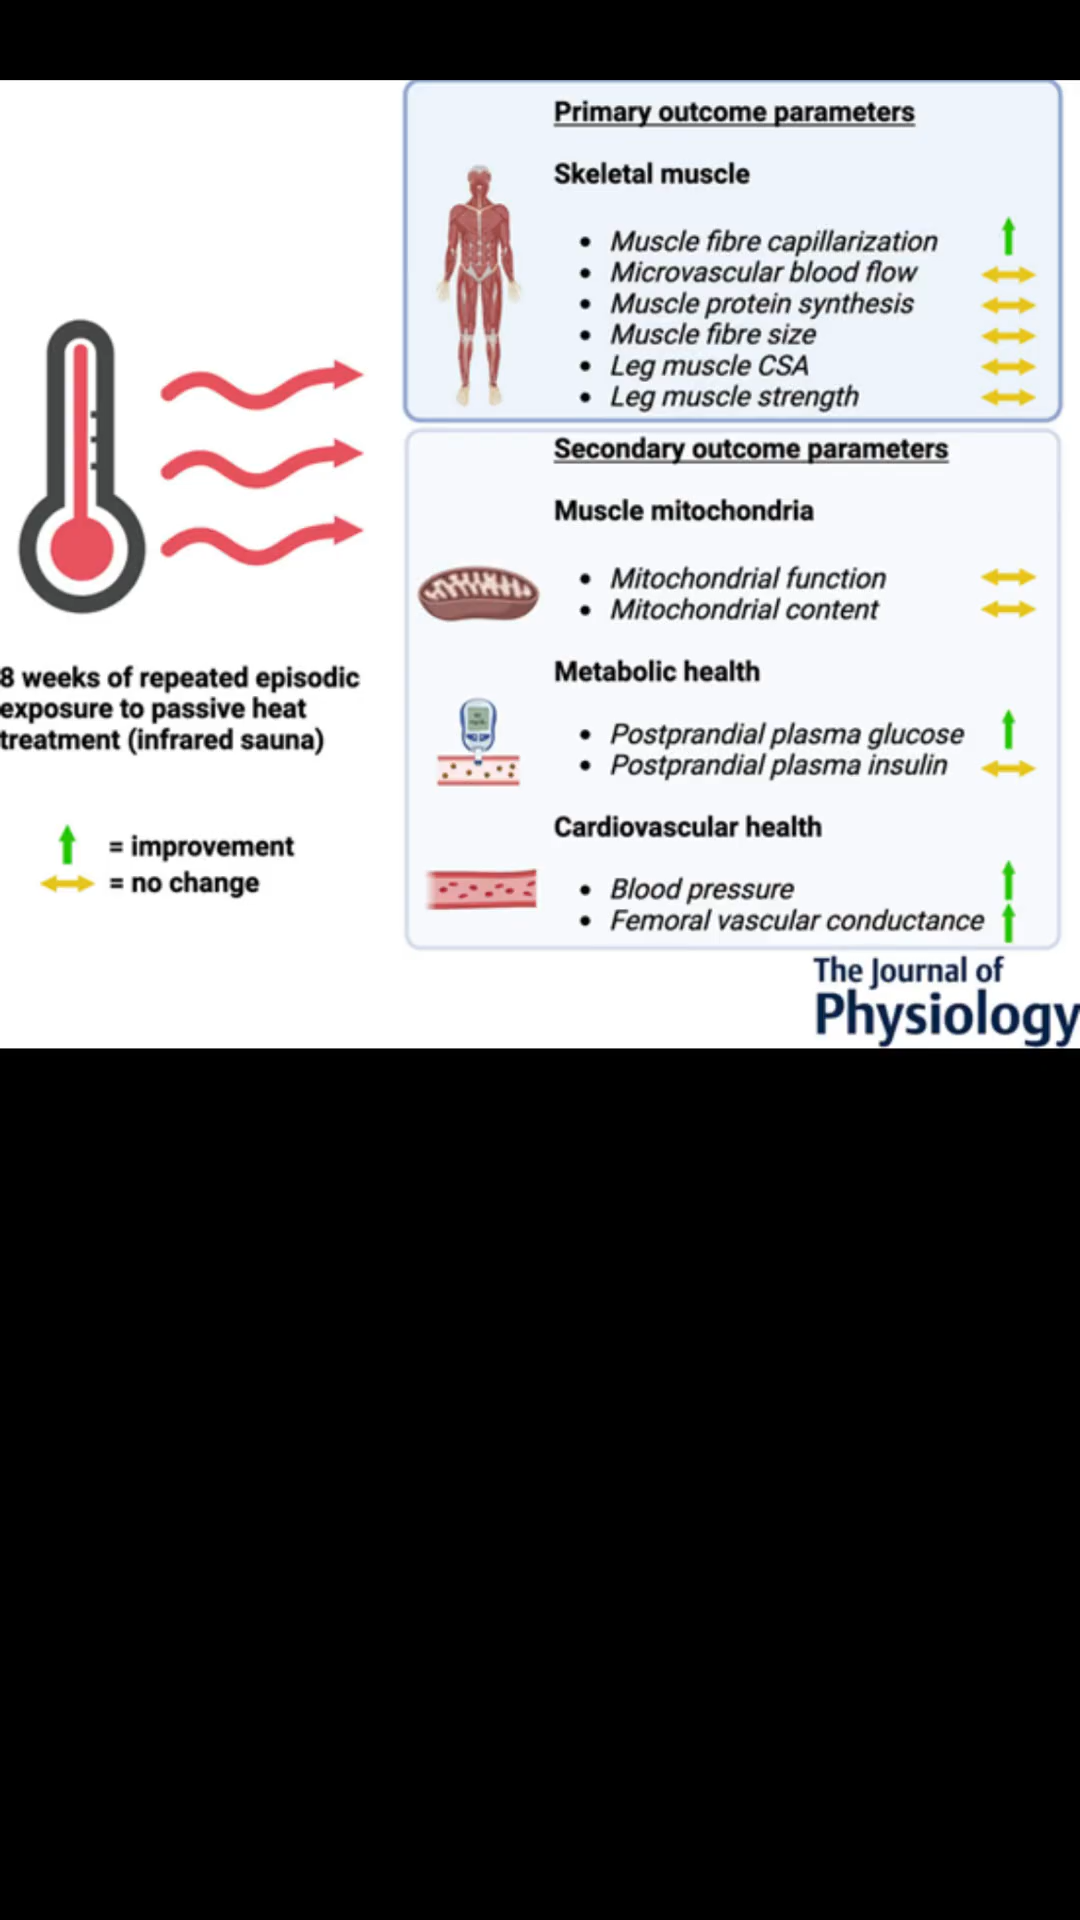 Primary outcome parameters
Skeletal muscle
• Muscle fibre capillarization
• Microvascular blood flow
• Muscle protein synthesis
• Muscle fibre size
• Leg muscle CSA
• Leg muscle strength
Secondary outcome parameters
Muscle mitochondria
• Mitochondrial function
• Mitochondrial content
Metabolic health
• Postprandial plasma glucose
• Postprandial plasma insulin
Cardiovascular health
• Blood pressure
• Femoral vascular conductance
8 weeks of repeated episodic
exposure to passive heat
treatment (infrared sauna)
= improvement
= no change
The Journal of
Physiology